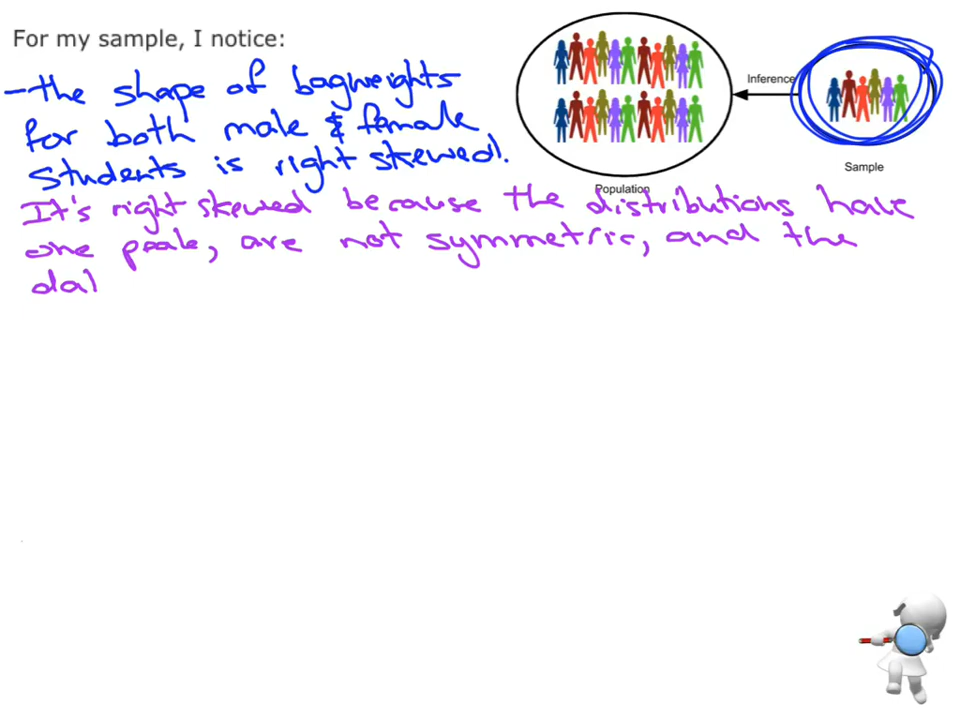 For my sample, I notice:
-the shape of bagweights
for both male & female
students is right skewed.
It's right skewed because the distributions have
one peak, are not symmetric, and the
dat
Inference
Population
Sample